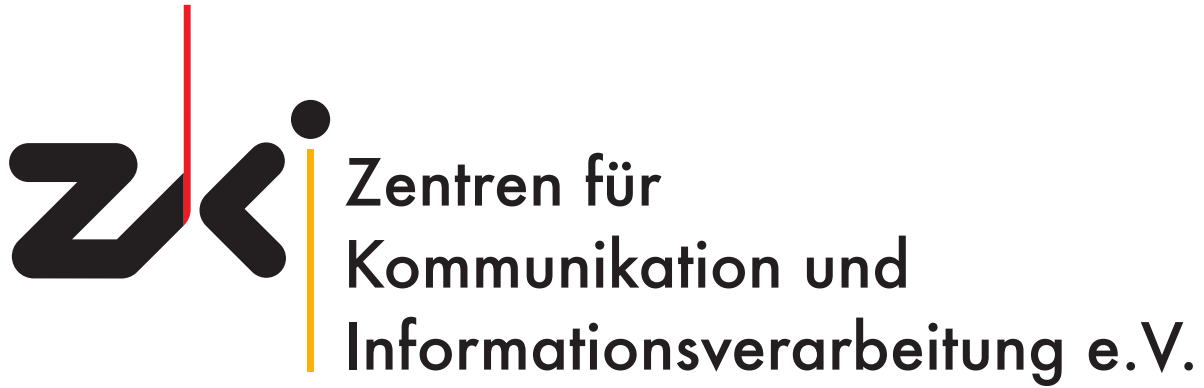 zki
Zentren für
Kommunikation und
Informationsverarbeitung e.V.